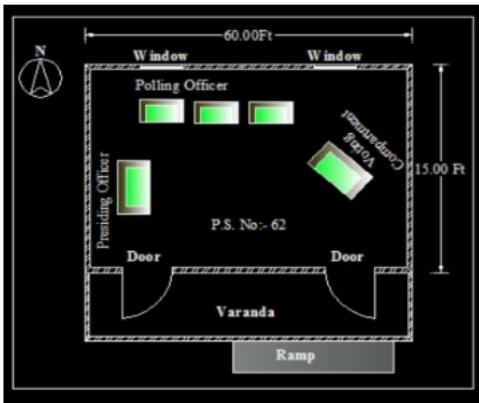 60.00Ft
N
Window
Window
Polling Officer
Voting
Compartment
15.00 Ft
Presiding Officer
P.S. No:- 62
Door
Door
Varanda
Ramp